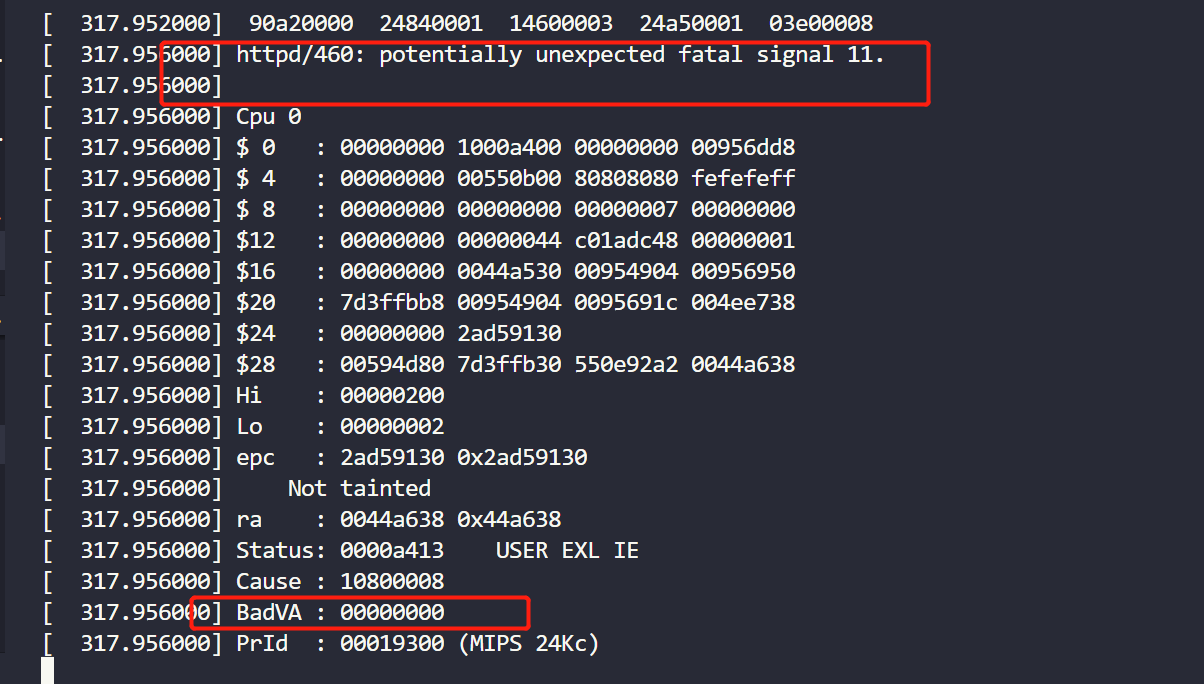 [  317.952000]  90a20000  24840001  14600003  24a50001  03e00008
[  317.956000] httpd/460: potentially unexpected fatal signal 11.
[  317.956000]
[  317.956000] Cpu 0
[  317.956000] $ 0   : 00000000 1000a400 00000000 00956dd8
[  317.956000] $ 4   : 00000000 00550b00 80808080 fefefeff
[  317.956000] $ 8   : 00000000 00000000 00000007 00000000
[  317.956000] $12   : 00000000 00000044 c01adc48 00000001
[  317.956000] $16   : 00000000 0044a530 00954904 00956950
[  317.956000] $20   : 7d3ffbb8 00954904 0095691c 004ee738
[  317.956000] $24   : 00000000 2ad59130
[  317.956000] $28   : 00594d80 7d3ffb30 550e92a2 0044a638
[  317.956000] Hi    : 00000200
[  317.956000] Lo    : 00000002
[  317.956000] epc   : 2ad59130 0x2ad59130
[  317.956000]     Not tainted
[  317.956000] ra    : 0044a638 0x44a638
[  317.956000] Status: 0000a413    USER EXL IE
[  317.956000] Cause : 10800008
[  317.956000] BadVA : 00000000
[  317.956000] PrId  : 00019300 (MIPS 24Kc)